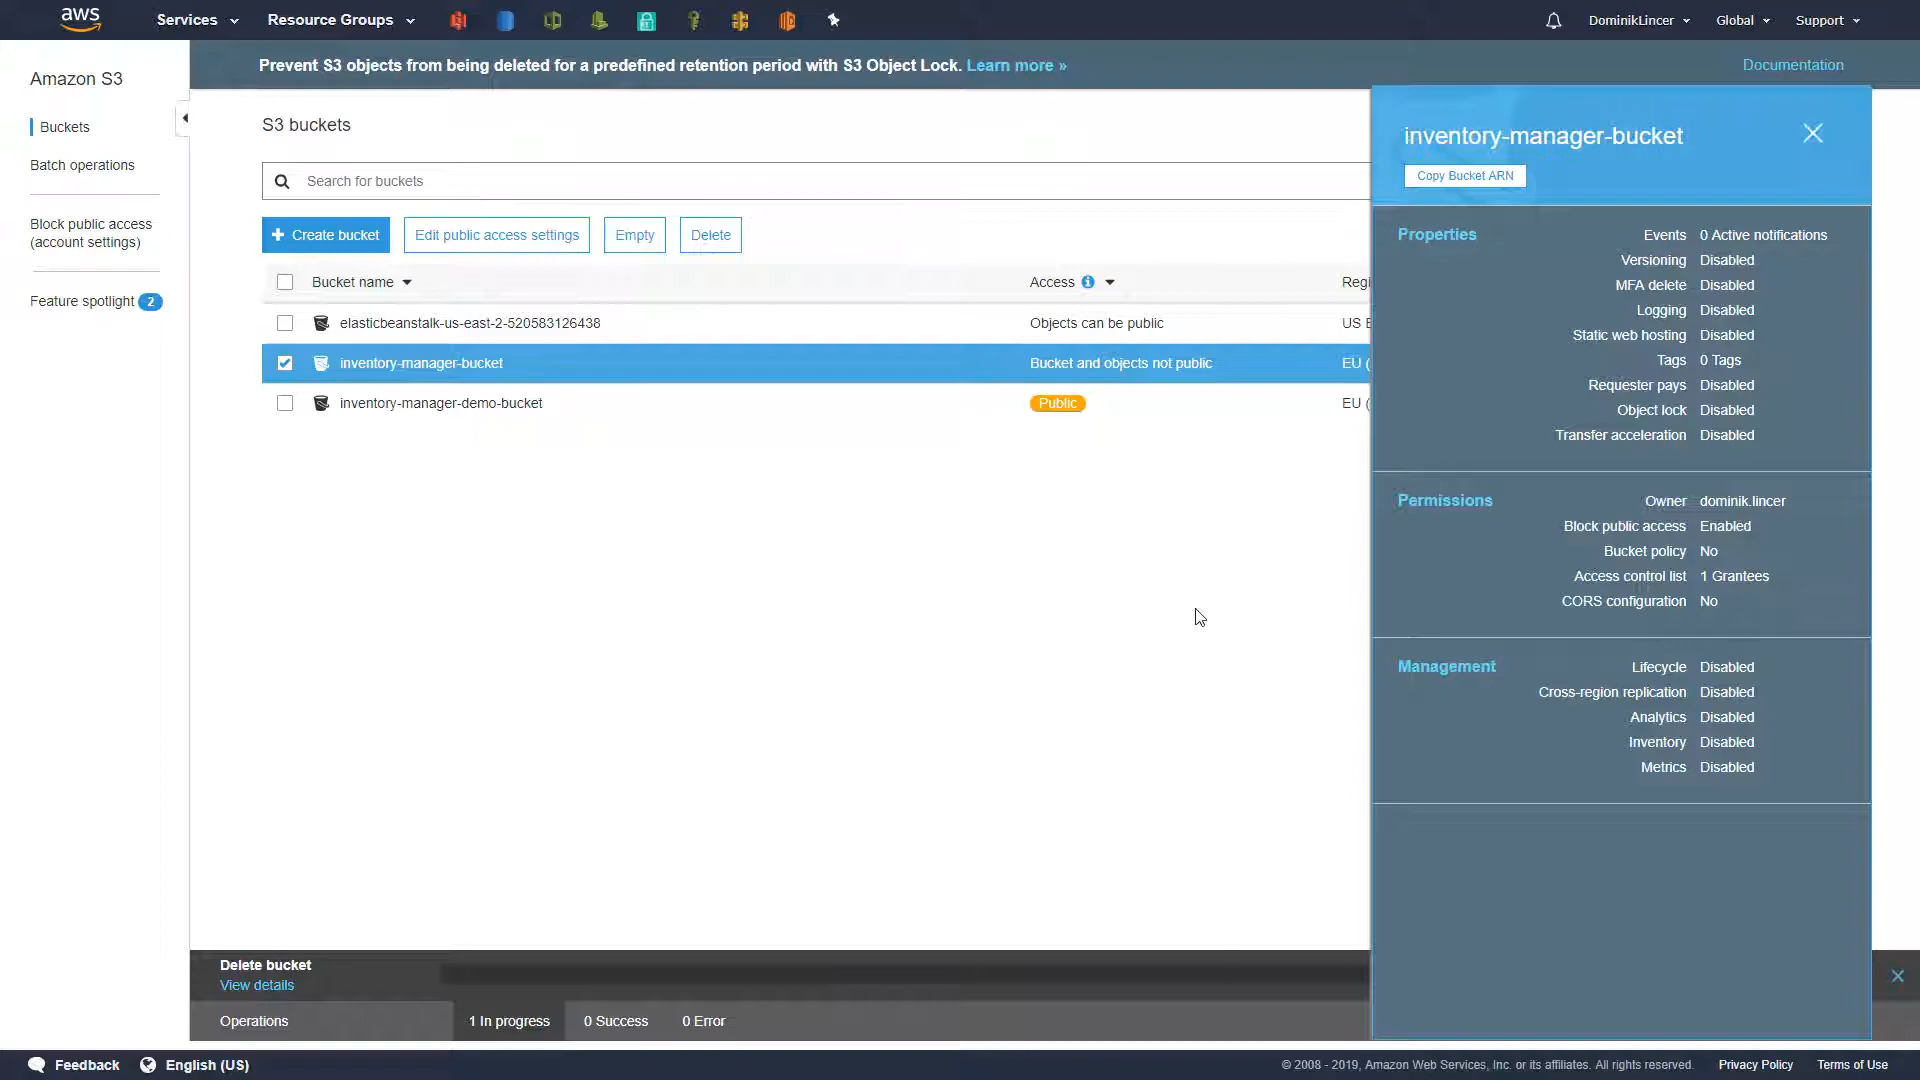 aws
Services
Resource Groups
DominikLincer
Global
Support
Amazon S3
Buckets
Batch operations
Block public access
(account settings)
Feature spotlight 2
Prevent S3 objects from being deleted for a predefined retention period with S3 Object Lock. Learn more »
Documentation
S3 buckets
Search for buckets
+ Create bucket
Edit public access settings
Empty
Delete
Bucket name
Access
elasticbeanstalk-us-east-2-520583126438
Objects can be public
US
inventory-manager-bucket
Bucket and objects not public
EU (
inventory-manager-demo-bucket
Public
EU (
inventory-manager-bucket
Copy Bucket ARN
Properties
Events 0 Active notifications
Versioning Disabled
MFA delete Disabled
Logging Disabled
Static web hosting Disabled
Tags 0 Tags
Requester pays Disabled
Object lock Disabled
Transfer acceleration Disabled
Permissions
Owner dominik.lincer
Block public access Enabled
Bucket policy No
Access control list 1 Grantees
CORS configuration No
Management
Lifecycle Disabled
Cross-region replication Disabled
Analytics Disabled
Inventory Disabled
Metrics Disabled
Delete bucket
View details
Operations
1 In progress
0 Success
0 Error
Feedback
English (US)
© 2008 - 2019, Amazon Web Services, Inc. or its affiliates. All rights reserved.
Privacy Policy
Terms of Use